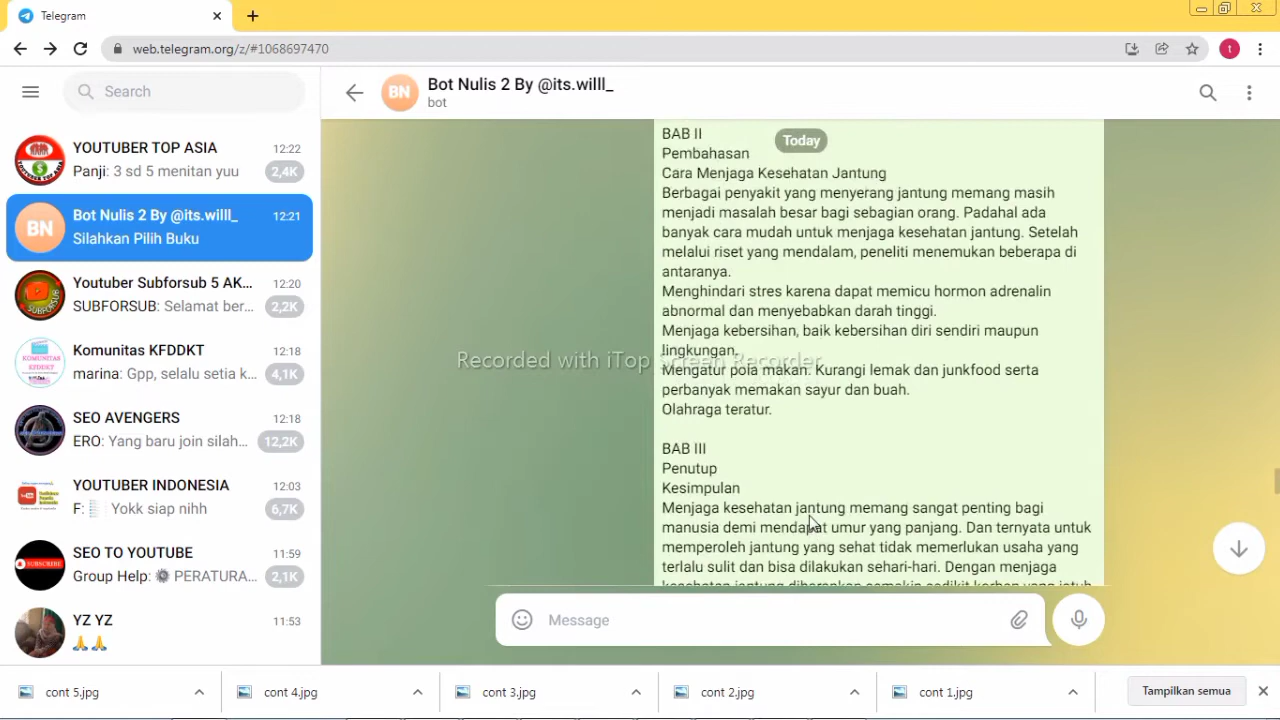 Telegram
web.telegram.org/z/#1068697470
t
Search
BN
Bot Nulis 2 By @its.willl_
bot
YOUTUBER TOP ASIA
12:22
Panji: 3 sd 5 menitan yuu
2,4K
BN
Bot Nulis 2 By @its.willl_
12:21
Silahkan Pilih Buku
Youtuber Subforsub 5 AK...
12:20
SUBFORSUB: Selamat ber...
2,2K
Komunitas KFDDKT
12:18
marina: Gpp, selalu setia k...
4,1K
SEO AVENGERS
12:18
ERO: Yang baru join silah...
12,2K
YOUTUBER INDONESIA
12:03
F: Yokk siap nihh
6,7K
SEO TO YOUTUBE
11:59
Group Help: PERATURA...
2,1K
YZ YZ
11:53
Today
BAB II
Pembahasan
Cara Menjaga Kesehatan Jantung
Berbagai penyakit yang menyerang jantung memang masih
menjadi masalah besar bagi sebagian orang. Padahal ada
banyak cara mudah untuk menjaga kesehatan jantung. Setelah
melalui riset yang mendalam, peneliti menemukan beberapa di
antaranya.
Menghindari stres karena dapat memicu hormon adrenalin
abnormal dan menyebabkan darah tinggi.
Menjaga kebersihan, baik kebersihan diri sendiri maupun
lingkungan.
Mengatur pola makan. Kurangi lemak dan junkfood serta
perbanyak memakan sayur dan buah.
Olahraga teratur.
BAB III
Penutup
Kesimpulan
Menjaga kesehatan jantung memang sangat penting bagi
manusia demi mendapat umur yang panjang. Dan ternyata untuk
memperoleh jantung yang sehat tidak memerlukan usaha yang
terlalu sulit dan bisa dilakukan sehari-hari. Dengan menjaga
kesehatan jantung diharapkan semakin sedikit korban yang jatuh
Recorded with iTop Screen Recorder
Message
cont 5.jpg
cont 4.jpg
cont 3.jpg
cont 2.jpg
cont 1.jpg
Tampilkan semua